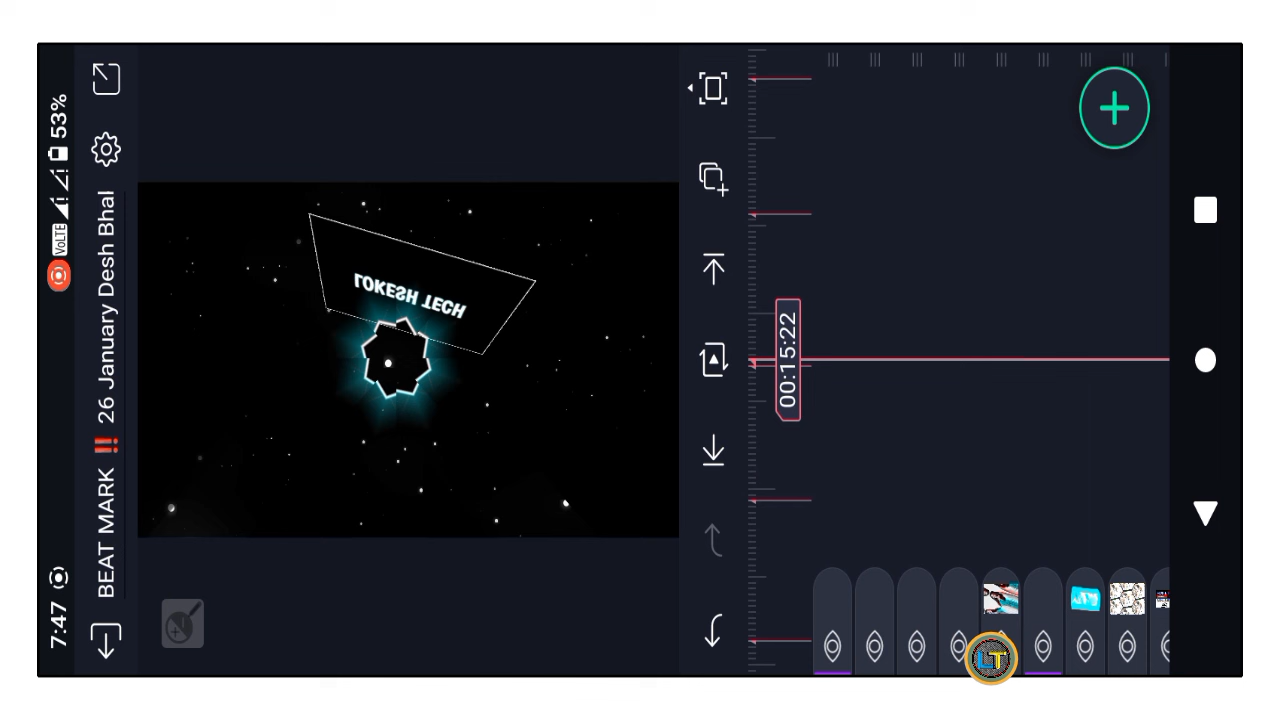 7:47 VoLTE 53%
BEAT MARK ‼️ 26 January Desh Bhal
LOKESH TECH
00:15:22
LT